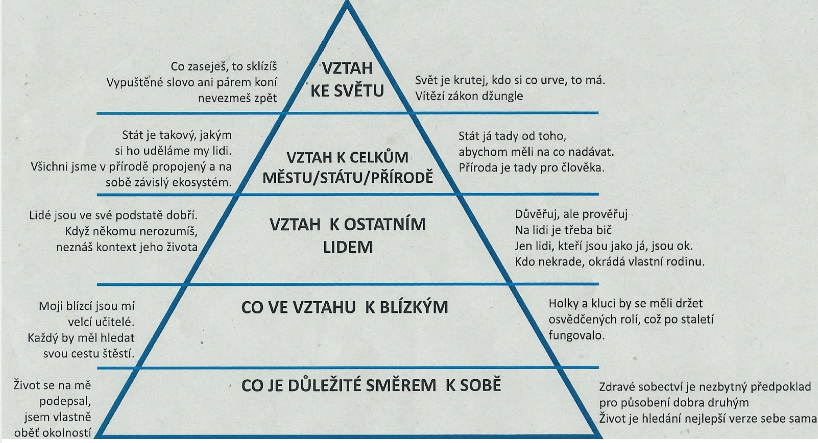 Co zaseješ, to sklízíš
Vypuštěné slovo ani párem koní
nevezmeš zpět
VZTAH
KE SVĚTU
Svět je krutej, kdo si co urve, to má.
Vítězí zákon džungle
Stát je takový, jakým
si ho uděláme my lidi.
Všichni jsme v přírodě propojený a na
sobě závislý ekosystém.
VZTAH K CELKŮM
MĚSTU/STÁTU/PŘÍRODĚ
Stát já tady od toho,
abychom měli na co nadávat.
Příroda je tady pro člověka.
Lidé jsou ve své podstatě dobří.
Když někomu nerozumíš,
neznáš kontext jeho života
VZTAH K OSTATNÍM
LIDEM
Důvěřuj, ale prověřuj
Na lidi je třeba bič
Jen lidi, kteří jsou jako já, jsou ok.
Kdo nekrade, okrádá vlastní rodinu.
Moji blízcí jsou mí
velcí učitelé.
Každý by měl hledat
svou cestu štěstí.
CO VE VZTAHU K BLÍZKÝM
Holky a kluci by se měli držet
osvědčených rolí, což po staletí
fungovalo.
Život se na mě
podepsal,
jsem vlastně
oběť okolností
CO JE DŮLEŽITÉ SMĚREM K SOBĚ
Zdravé sobectví je nezbytný předpoklad
pro působení dobra druhým
Život je hledání nejlepší verze sebe sama